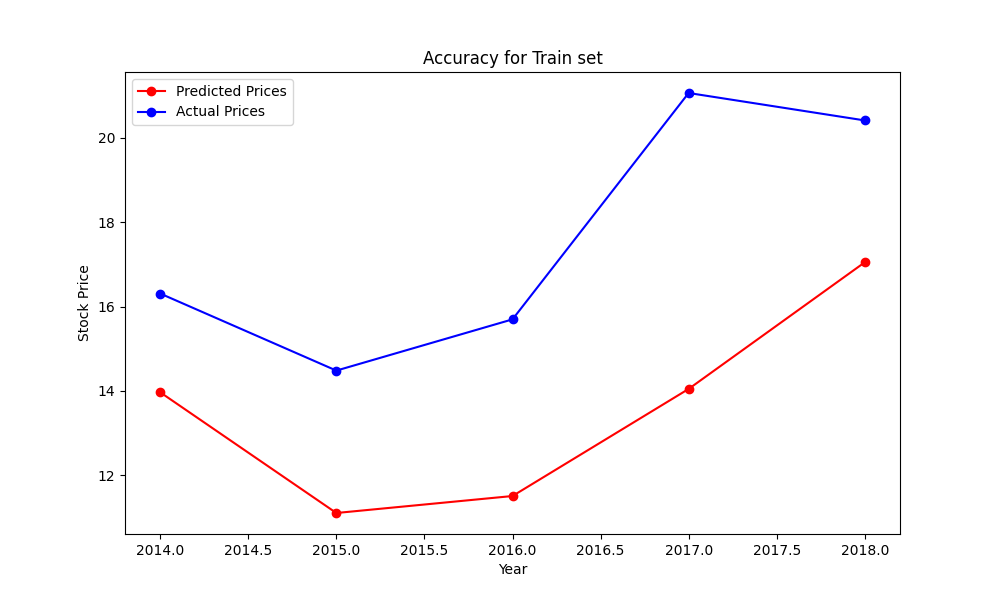 Accuracy for Train set
Predicted Prices
Actual Prices
Stock Price
20
18
16
14
12
2014.0 2014.5 2015.0 2015.5 2016.0 2016.5 2017.0 2017.5 2018.0
Year